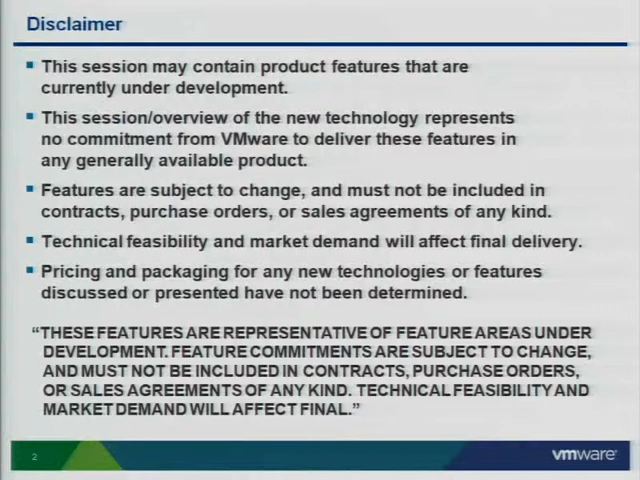 Disclaimer
This session may contain product features that are
currently under development.
This session/overview of the new technology represents
no commitment from VMware to deliver these features in
any generally available product.
Features are subject to change, and must not be included in
contracts, purchase orders, or sales agreements of any kind.
Technical feasibility and market demand will affect final delivery.
Pricing and packaging for any new technologies or features
discussed or presented have not been determined.
“THESE FEATURES ARE REPRESENTATIVE OF FEATURE AREAS UNDER
DEVELOPMENT. FEATURE COMMITMENTS ARE SUBJECT TO CHANGE,
AND MUST NOT BE INCLUDED IN CONTRACTS, PURCHASE ORDERS,
OR SALES AGREEMENTS OF ANY KIND. TECHNICAL FEASIBILITY AND
MARKET DEMAND WILL AFFECT FINAL.”
2
vmware